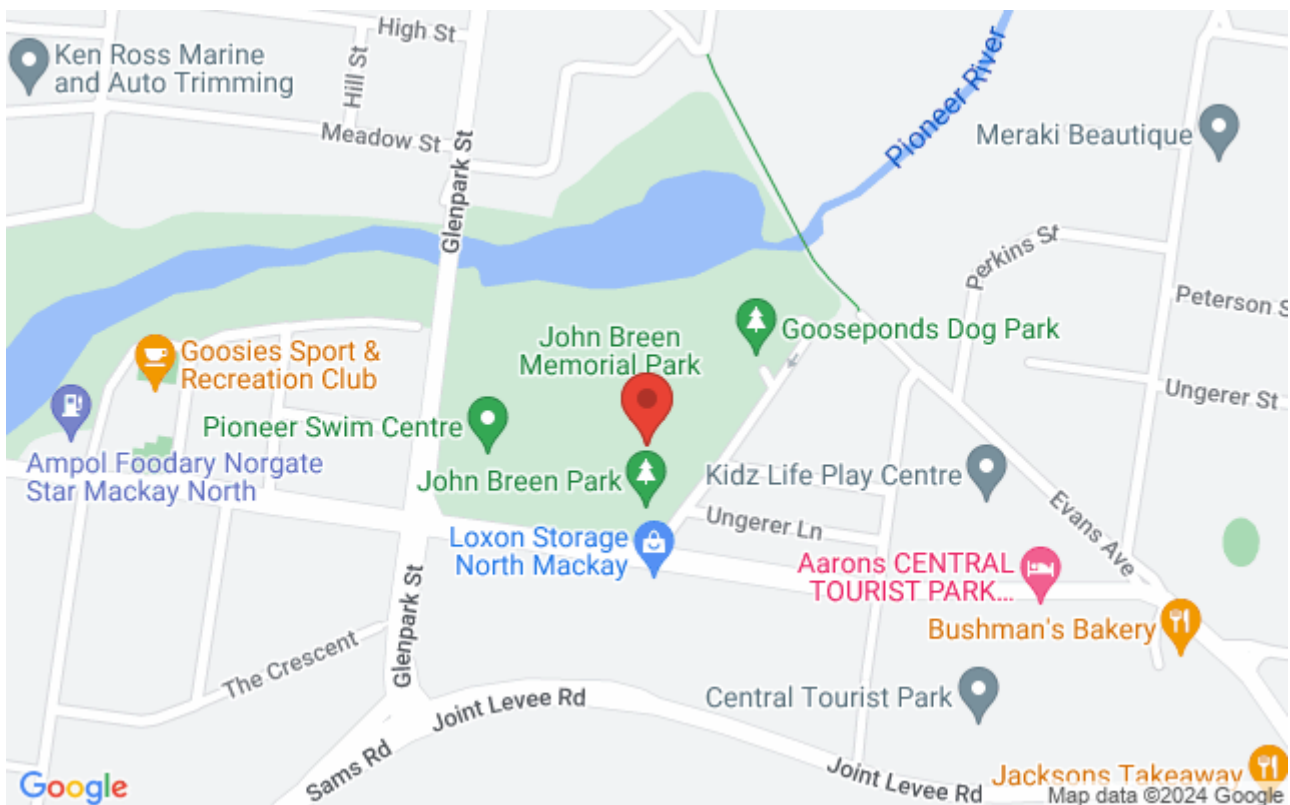 High St
Ken Ross Marine
and Auto Trimming
Hill St
Meadow St
Glenpark St
Pioneer River
Meraki Beautique
Perkins St
Peterson S
John Breen
Memorial Park
Gooseponds Dog Park
Goosies Sport &
Recreation Club
Ungerer St
Pioneer Swim Centre
Ampol Foodary Norgate
Star Mackay North
John Breen Park
Kidz Life Play Centre
Ungerer Ln
Evans Ave
Loxon Storage
North Mackay
Aarons CENTRAL
TOURIST PARK...
Bushman's Bakery
The Crescent
Glenpark St
Joint Levee Rd
Central Tourist Park
Sams Rd
Joint Levee Rd
Jacksons Takeaway
Google
Map data ©2024 Google